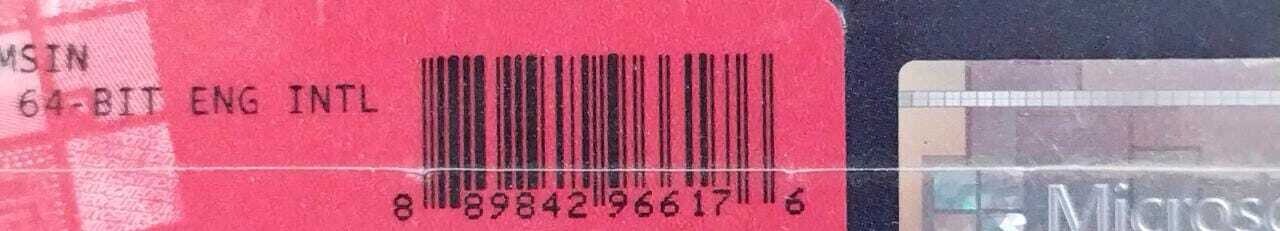 MSIN
64-BIT ENG INTL
8 89842 96617 6
Microso